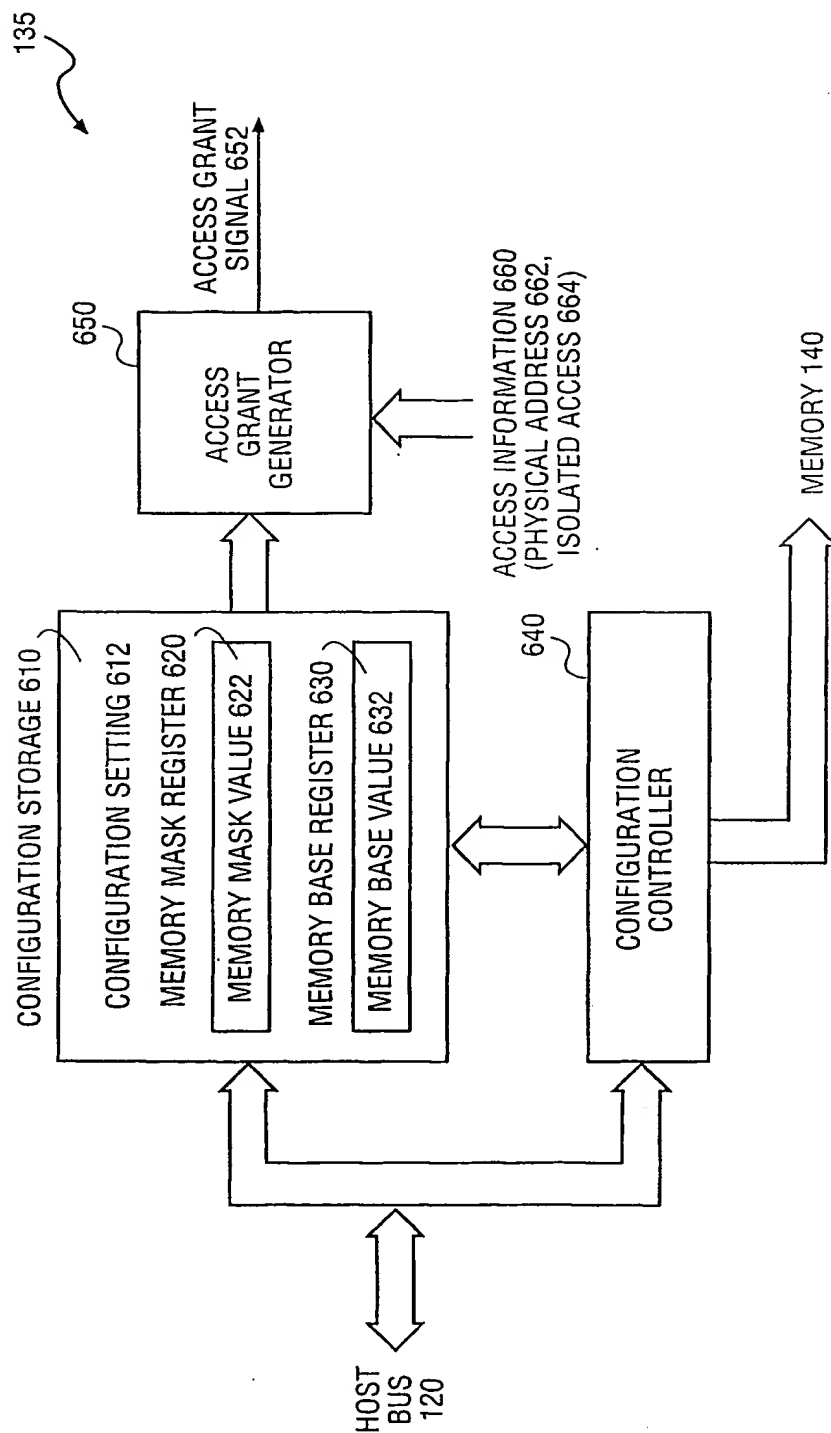 135
CONFIGURATION STORAGE 610
CONFIGURATION SETTING 612
MEMORY MASK REGISTER 620
MEMORY MASK VALUE 622
MEMORY BASE REGISTER 630
MEMORY BASE VALUE 632
650
ACCESS
GRANT
GENERATOR
ACCESS GRANT
SIGNAL 652
ACCESS INFORMATION 660
(PHYSICAL ADDRESS 662,
ISOLATED ACCESS 664)
HOST
BUS
120
640
CONFIGURATION
CONTROLLER
MEMORY 140